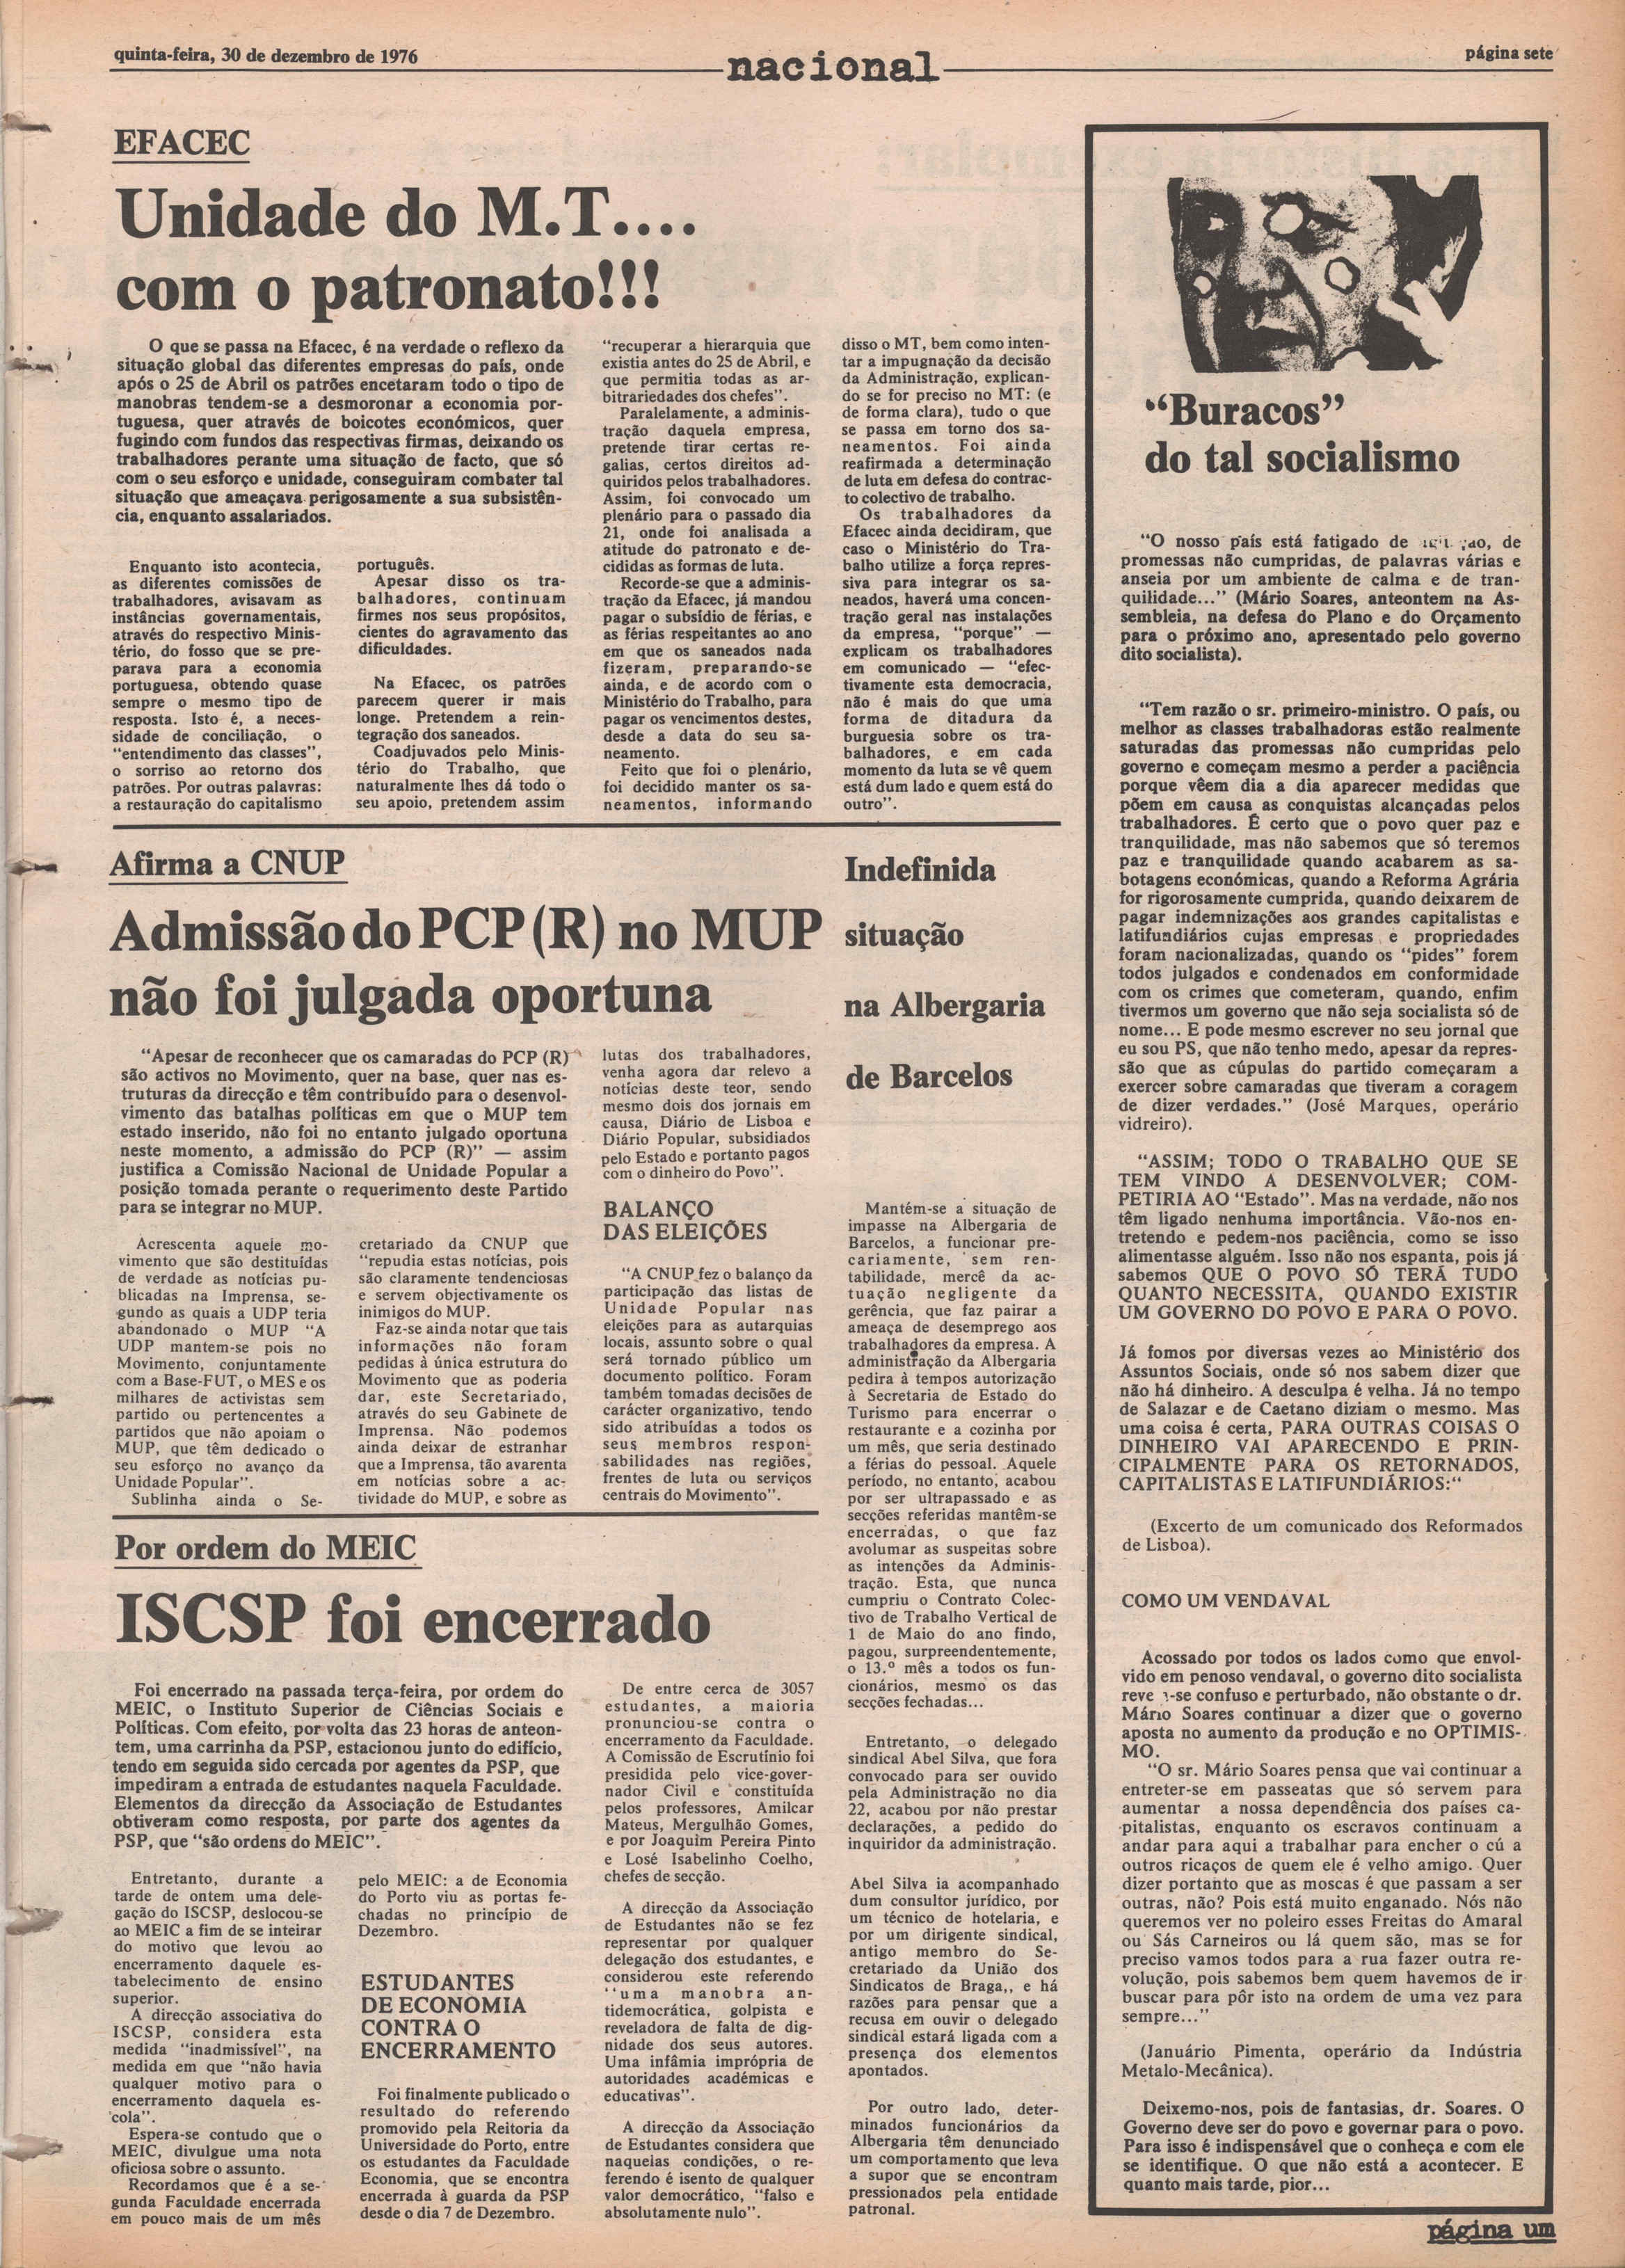 quinta-feira, 30 de dezembro de 1976
nacional
página sete
EFACEC
Unidade do M.T....
com o patronato!!!
O que se passa na Efacec, é na verdade o reflexo da
situação global das diferentes empresas do país, onde
após o 25 de Abril os patrões encetaram todo o tipo de
manobras tendem-se a desmoronar a economia por-
tuguesa, quer através de boicotes económicos, quer
fugindo com fundos das respectivas firmas, deixando os
trabalhadores perante uma situação de facto, que só
com o seu esforço e unidade, conseguiram combater tal
situação que ameaçava perigosamente a sua subsistên-
cia, enquanto assalariados.
Enquanto isto acontecia,
as diferentes comissões de
trabalhadores, avisavam as
instâncias governamentais,
através do respectivo Minis-
tério, do fosso que se pre-
parava para a economia
portuguesa, obtendo quase
sempre o mesmo tipo de
resposta. Isto é, a neces-
sidade de conciliação, o
"entendimento das classes",
o sorriso ao retorno dos
patrões. Por outras palavras:
a restauração do capitalismo
português.
Apesar disso os tra-
balhadores, continuam
firmes nos seus propósitos,
cientes do agravamento das
dificuldades.
Na Efacec, os patrões
parecem querer ir mais
longe. Pretendem a rein-
tegração dos saneados.
Coadjuvados pelo Minis-
tério do Trabalho, que
naturalmente lhes dá todo o
seu apoio, pretendem assim
"recuperar a hierarquia que
existia antes do 25 de Abril, e
que permitia todas as ar-
bitrariedades dos chefes".
Paralelamente, a adminis-
tração daquela empresa,
pretende tirar certas re-
galias, certos direitos ad-
quiridos pelos trabalhadores.
Assim, foi convocado um
plenário para o passado dia
21, onde foi analisada a
atitude do patronato e de-
cididas as formas de luta.
Recorde-se que a adminis-
tração da Efacec, já mandou
pagar o subsídio de férias, e
as férias respeitantes ao ano
em que os saneados nada
fizeram, preparando-se
ainda, e de acordo com o
Ministério do Trabalho, para
pagar os vencimentos destes,
desde a data do seu sa-
neamento.
Feito que foi o plenário,
foi decidido manter os sa-
neamentos, informando
disso o MT, bem como inten-
tar a impugnação da decisão
da Administração, explican-
do se for preciso no MT: (e
de forma clara), tudo o que
se passa em torno dos sa-
neamentos. Foi ainda
reafirmada a determinação
de luta em defesa do contrac-
to colectivo de trabalho.
Os trabalhadores da
Efacec ainda decidiram, que
caso o Ministério do Tra-
balho utilize a força repres-
siva para integrar os sa-
neados, haverá uma concen-
tração geral nas instalações
da empresa, "porque" —
explicam os trabalhadores
em comunicado — "efec-
tivamente esta democracia,
não é mais do que uma
forma de ditadura da
burguesia sobre os tra-
balhadores, e em cada
momento da luta se vê quem
está dum lado e quem está do
outro".
Afirma a CNUP
Admissão do PCP (R) no MUP
não foi julgada oportuna
"Apesar de reconhecer que os camaradas do PCP (R)
são activos no Movimento, quer na base, quer nas es-
truturas da direcção e têm contribuído para o desenvol-
vimento das batalhas políticas em que o MUP tem
estado inserido, não foi no entanto julgado oportuna
neste momento, a admissão do PCP (R)" — assim
justifica a Comissão Nacional de Unidade Popular a
posição tomada perante o requerimento deste Partido
para se integrar no MUP.
Acrescenta aquele mo-
vimento que são destituídas
de verdade as notícias pu-
blicadas na Imprensa, se-
gundo as quais a UDP teria
abandonado o MUP "A
UDP mantem-se pois no
Movimento, conjuntamente
com a Base-FUT, o MES e os
milhares de activistas sem
partido ou pertencentes a
partidos que não apoiam o
MUP, que têm dedicado o
seu esforço no avanço da
Unidade Popular".
Sublinha ainda o Se-
cretariado da CNUP que
"repudia estas notícias, pois
são claramente tendenciosas
e servem objectivamente os
inimigos do MUP.
Faz-se ainda notar que tais
informações não foram
pedidas à única estrutura do
Movimento que as poderia
dar, este Secretariado,
através do seu Gabinete de
Imprensa. Não podemos
ainda deixar de estranhar
que a Imprensa, tão avarenta
em notícias sobre a ac-
tividade do MUP, e sobre as
lutas dos trabalhadores,
venha agora dar relevo a
notícias deste teor, sendo
mesmo dois dos jornais em
causa, Diário de Lisboa e
Diário Popular, subsidiados
pelo Estado e portanto pagos
com o dinheiro do Povo".
BALANÇO
DAS ELEIÇÕES
"A CNUP fez o balanço da
participação das listas de
Unidade Popular nas
eleições para as autarquias
locais, assunto sobre o qual
será tornado público um
documento político. Foram
também tomadas decisões de
carácter organizativo, tendo
sido atribuídas a todos os
seus membros respon-
sabilidades nas regiões,
frentes de luta ou serviços
centrais do Movimento".
Indefinida
situação
na Albergaria
de Barcelos
Mantém-se a situação de
impasse na Albergaria de
Barcelos, a funcionar pre-
cariamente, sem ren-
tabilidade, mercê da ac-
tuação negligente da
gerência, que faz pairar a
ameaça de desemprego aos
trabalhadores da empresa. A
administração da Albergaria
pedira à tempos autorização
à Secretaria de Estado do
Turismo para encerrar o
restaurante e a cozinha por
um mês, que seria destinado
a férias do pessoal. Aquele
período, no entanto, acabou
por ser ultrapassado e as
secções referidas mantêm-se
encerradas, o que faz
avolumar as suspeitas sobre
as intenções da Adminis-
tração. Esta, que nunca
cumpriu o Contrato Colec-
tivo de Trabalho Vertical de
1 de Maio do ano findo,
pagou, surpreendentemente,
o 13.º mês a todos os fun-
cionários, mesmo os das
secções fechadas...
Entretanto, o delegado
sindical Abel Silva, que fora
convocado para ser ouvido
pela Administração no dia
22, acabou por não prestar
declarações, a pedido do
inquiridor da administração.
Abel Silva ia acompanhado
dum consultor jurídico, por
um técnico de hotelaria, e
por um dirigente sindical,
antigo membro do Se-
cretariado da União dos
Sindicatos de Braga,, e há
razões para pensar que a
recusa em ouvir o delegado
sindical estará ligada com a
presença dos elementos
apontados.
Por outro lado, deter-
minados funcionários da
Albergaria têm denunciado
um comportamento que leva
a supor que se encontram
pressionados pela entidade
patronal.
Por ordem do MEIC
ISCSP foi encerrado
Foi encerrado na passada terça-feira, por ordem do
MEIC, o Instituto Superior de Ciências Sociais e
Políticas. Com efeito, por volta das 23 horas de anteon-
tem, uma carrinha da PSP, estacionou junto do edifício,
tendo em seguida sido cercada por agentes da PSP, que
impediram a entrada de estudantes naquela Faculdade.
Elementos da direcção da Associação de Estudantes
obtiveram como resposta, por parte dos agentes da
PSP, que "são ordens do MEIC".
Entretanto, durante a
tarde de ontem uma dele-
gação do ISCSP, deslocou-se
ao MEIC a fim de se inteirar
do motivo que levou ao
encerramento daquele es-
tabelecimento de ensino
superior.
A direcção associativa do
ISCSP, considera esta
medida "inadmissível", na
medida em que "não havia
qualquer motivo para o
encerramento daquela es-
cola".
Espera-se contudo que o
MEIC, divulgue uma nota
oficiosa sobre o assunto.
Recordamos que é a se-
gunda Faculdade encerrada
em pouco mais de um mês
pelo MEIC: a de Economia
do Porto viu as portas fe-
chadas no princípio de
Dezembro.
ESTUDANTES
DE ECONOMIA
CONTRA O
ENCERRAMENTO
Foi finalmente publicado o
resultado do referendo
promovido pela Reitoria da
Universidade do Porto, entre
os estudantes da Faculdade
Economia, que se encontra
encerrada à guarda da PSP
desde o dia 7 de Dezembro.
De entre cerca de 3057
estudantes, a maioria
pronunciou-se contra o
encerramento da Faculdade.
A Comissão de Escrutínio foi
presidida pelo vice-gover-
nador Civil e constituída
pelos professores, Amilcar
Mateus, Mergulhão Gomes,
e por Joaquim Pereira Pinto
e Losé Isabelinho Coelho,
chefes de secção.
A direcção da Associação
de Estudantes não se fez
representar por qualquer
delegação dos estudantes, e
considerou este referendo
"uma manobra an-
tidemocrática, golpista e
reveladora de falta de dig-
nidade dos seus autores.
Uma infâmia imprópria de
autoridades académicas e
educativas".
A direcção da Associação
de Estudantes considera que
naquelas condições, o re-
ferendo é isento de qualquer
valor democrático, "falso e
absolutamente nulo".
"Buracos"
do tal socialismo
"O nosso país está fatigado de de
promessas não cumpridas, de palavras várias e
anseia por um ambiente de calma e de tran-
quilidade..." (Mário Soares, anteontem na As-
sembleia, na defesa do Plano e do Orçamento
para o próximo ano, apresentado pelo governo
dito socialista).
"Tem razão o sr. primeiro-ministro. O país, ou
melhor as classes trabalhadoras estão realmente
saturadas das promessas não cumpridas pelo
governo e começam mesmo a perder a paciência
porque vêem dia a dia aparecer medidas que
põem em causa as conquistas alcançadas pelos
trabalhadores. É certo que o povo quer paz e
tranquilidade, mas não sabemos que só teremos
paz e tranquilidade quando acabarem as sa-
botagens económicas, quando a Reforma Agrária
for rigorosamente cumprida, quando deixarem de
pagar indemnizações aos grandes capitalistas e
latifundiários cujas empresas e propriedades
foram nacionalizadas, quando os "pides" forem
todos julgados e condenados em conformidade
com os crimes que cometeram, quando, enfim
tivermos um governo que não seja socialista só de
nome... E pode mesmo escrever no seu jornal que
eu sou PS, que não tenho medo, apesar da repres-
são que as cúpulas do partido começaram a
exercer sobre camaradas que tiveram a coragem
de dizer verdades." (José Marques, operário
vidreiro).
"ASSIM; TODO O TRABALHO QUE SE
TEM VINDO A DESENVOLVER; COM-
PETIRIA AO "Estado". Mas na verdade, não nos
têm ligado nenhuma importância. Vão-nos en-
tretendo e pedem-nos paciência, como se isso
alimentasse alguém. Isso não nos espanta, pois já
sabemos QUE O POVO SÓ TERÁ TUDO
QUANTO NECESSITA, QUANDO EXISTIR
UM GOVERNO DO POVO E PARA O POVO.
Já fomos por diversas vezes ao Ministério dos
Assuntos Sociais, onde só nos sabem dizer que
não há dinheiro. A desculpa é velha. Já no tempo
de Salazar e de Caetano diziam o mesmo. Mas
uma coisa é certa, PARA OUTRAS COISAS O
DINHEIRO VAI APARECENDO E PRIN-
CIPALMENTE PARA OS RETORNADOS,
CAPITALISTAS E LATIFUNDIÁRIOS:"
(Excerto de um comunicado dos Reformados
de Lisboa).
COMO UM VENDAVAL
Acossado por todos os lados como que envol-
vido em penoso vendaval, o governo dito socialista
confuso e perturbado, não obstante o dr.
Mário Soares continuar a dizer que o governo
aposta no aumento da produção e no OPTIMIS-
MO.
"O sr. Mário Soares pensa que vai continuar a
entreter-se em passeatas que só servem para
aumentar a nossa dependência dos países ca-
pitalistas, enquanto os escravos continuam a
andar para aqui a trabalhar para encher o cú a
outros ricaços de quem ele é velho amigo. Quer
dizer portanto que as moscas é que passam a ser
outras, não? Pois está muito enganado. Nós não
queremos ver no poleiro esses Freitas do Amaral
ou Sás Carneiros ou lá quem são, mas se for
preciso vamos todos para a rua fazer outra re-
volução, pois sabemos bem quem havemos de ir
buscar para pôr isto na ordem de uma vez para
sempre..."
(Januário Pimenta, operário da Indústria
Metalo-Mecânica).
Deixemo-nos, pois de fantasias, dr. Soares. O
Governo deve ser do povo e governar para o povo.
Para isso é indispensável que o conheça e com ele
se identifique. O que não está a acontecer. E
quanto mais tarde, pior...
página um